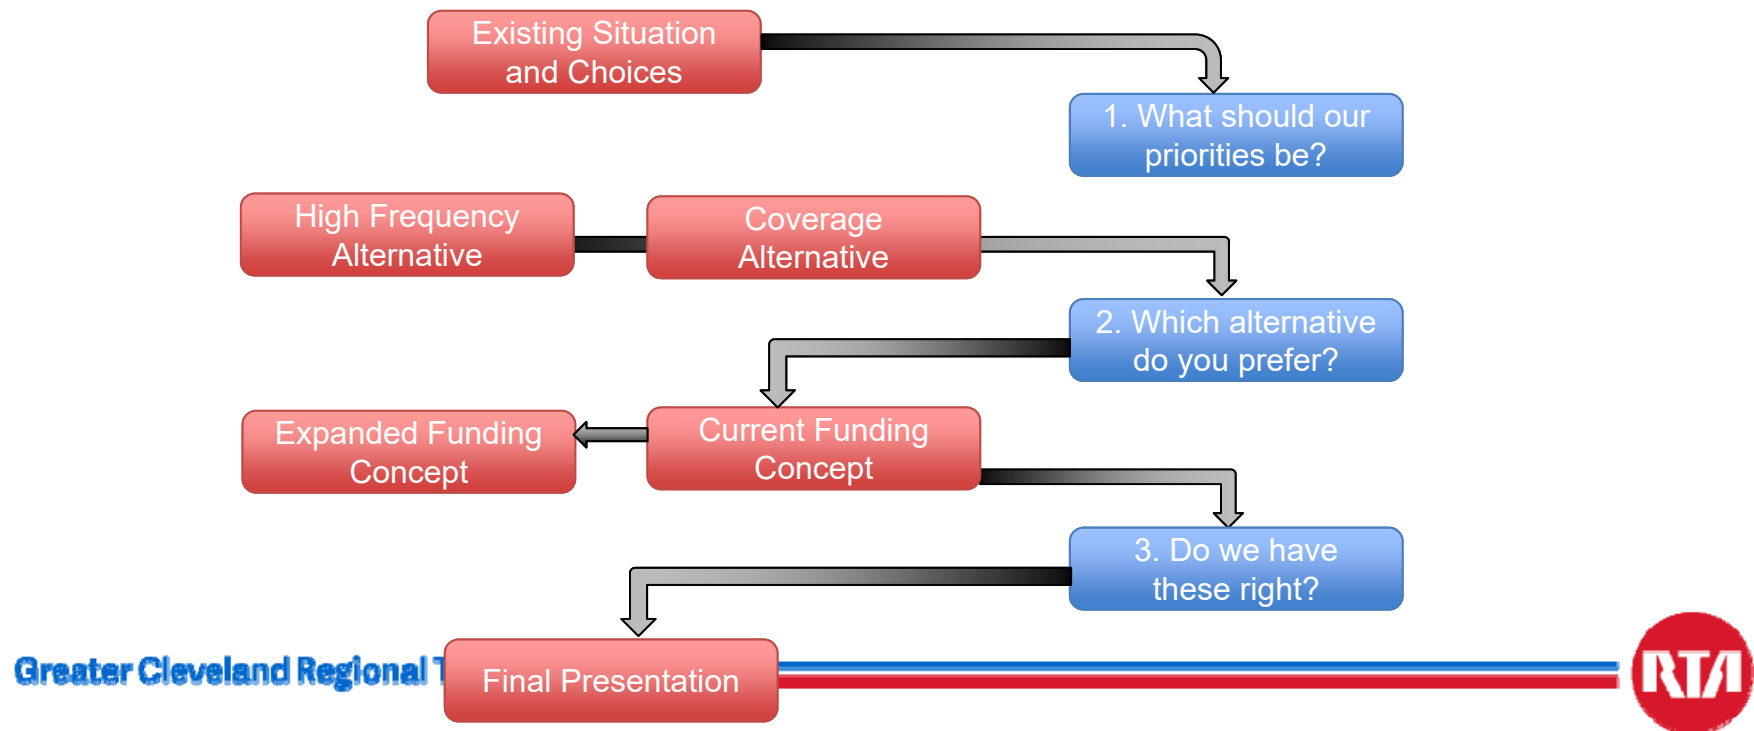 Existing Situation
and Choices
1. What should our
priorities be?
High Frequency
Alternative
Coverage
Alternative
2. Which alternative
do you prefer?
Expanded Funding
Concept
Current Funding
Concept
3. Do we have
these right?
Greater Cleveland Regional
Final Presentation
RTA